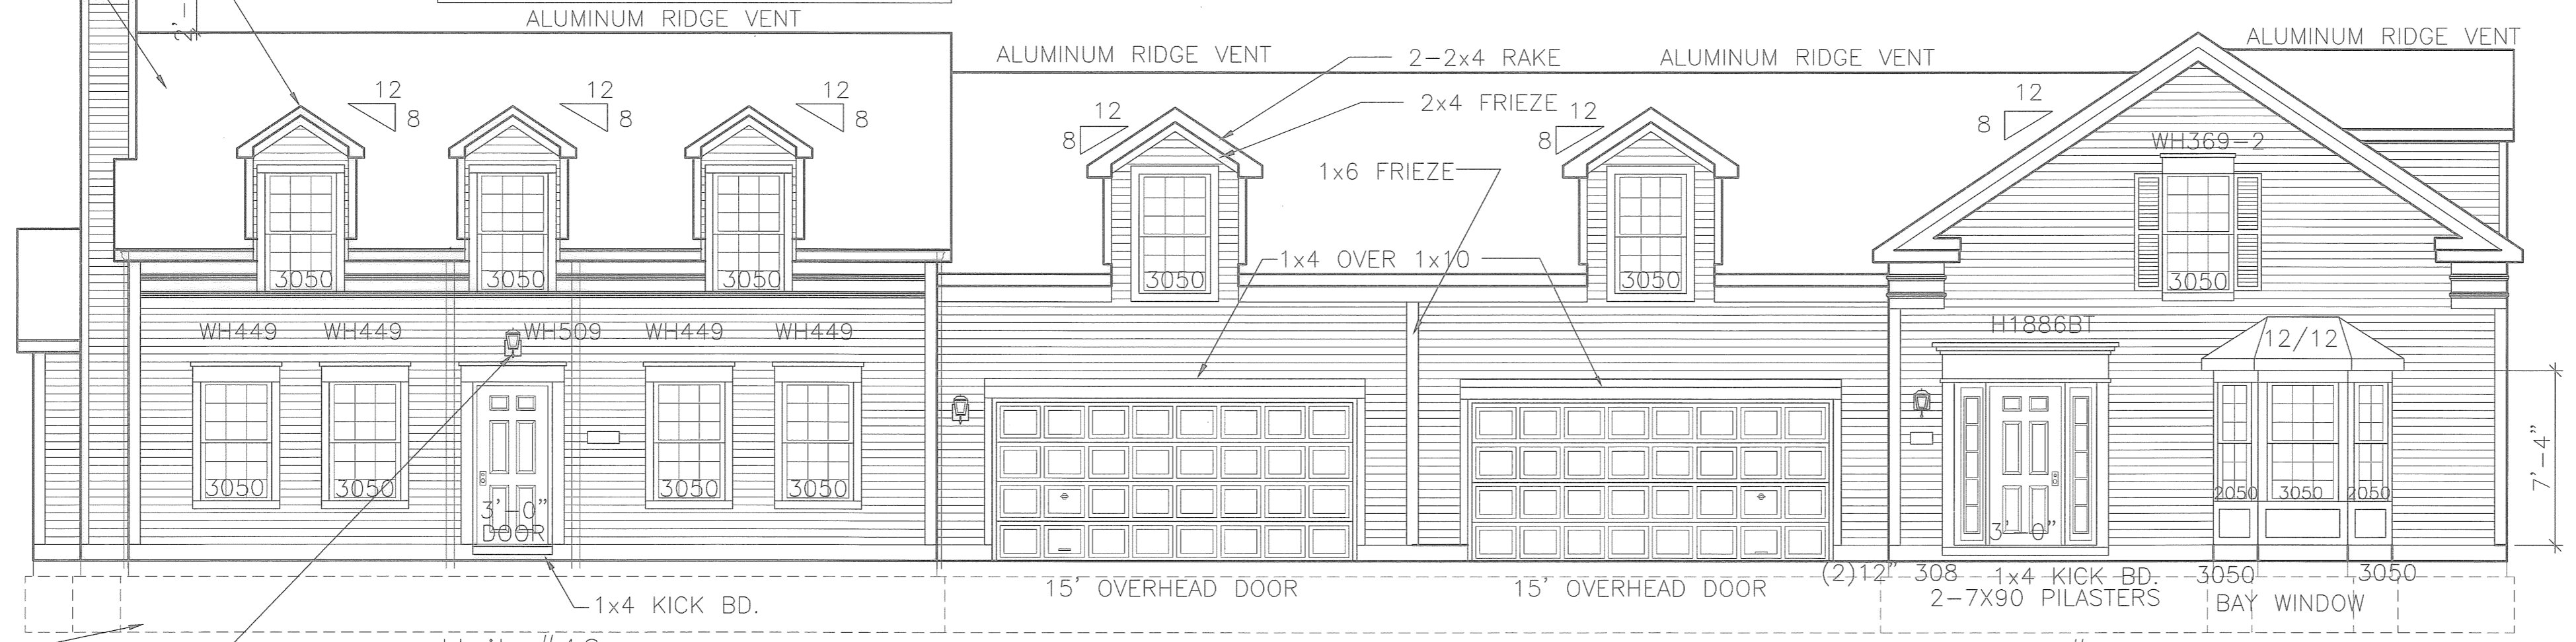 ALUMINUM RIDGE VENT
ALUMINUM RIDGE VENT
2-2x4 RAKE
ALUMINUM RIDGE VENT
ALUMINUM RIDGE VENT
12
8
12
8
12
8
12
8
2x4 FRIEZE
12
8
12
8
WH369-2
1x6 FRIEZE
1x4 OVER 1x10
3050
3050
3050
3050
3050
3050
WH449
WH449
WH509
WH449
WH449
H1886BT
12/12
7'-4"
3050
3050
3050
3050
2050
3050
2050
3'-0"
DOOR
3'-0"
15' OVERHEAD DOOR
15' OVERHEAD DOOR
(2)12" 308
1x4 KICK BD.
3050
3050
1x4 KICK BD.
2-7X90 PILASTERS
BAY WINDOW